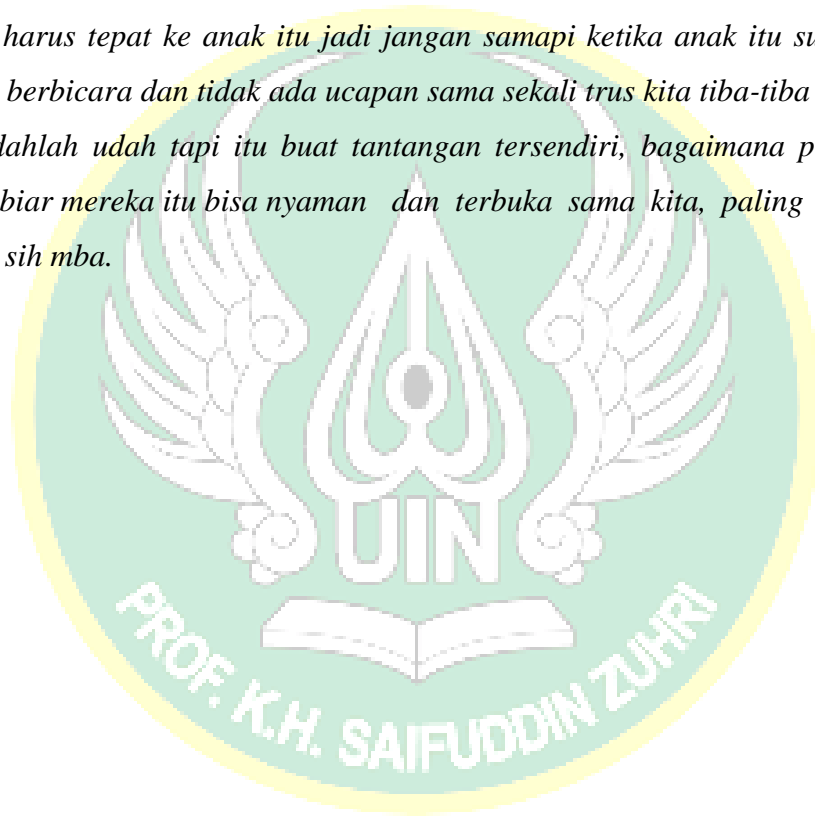 harus tepat ke anak itu jadi jangan samapi ketika anak itu su
berbicara dan tidak ada ucapan sama sekali trus kita tiba-tiba
dahlah udah tapi itu buat tantangan tersendiri, bagaimana p
biar mereka itu bisa nyaman dan terbuka sama kita, paling
sih mba.
UIN
PROF. K.H. SAIFUDDIN ZUHRI